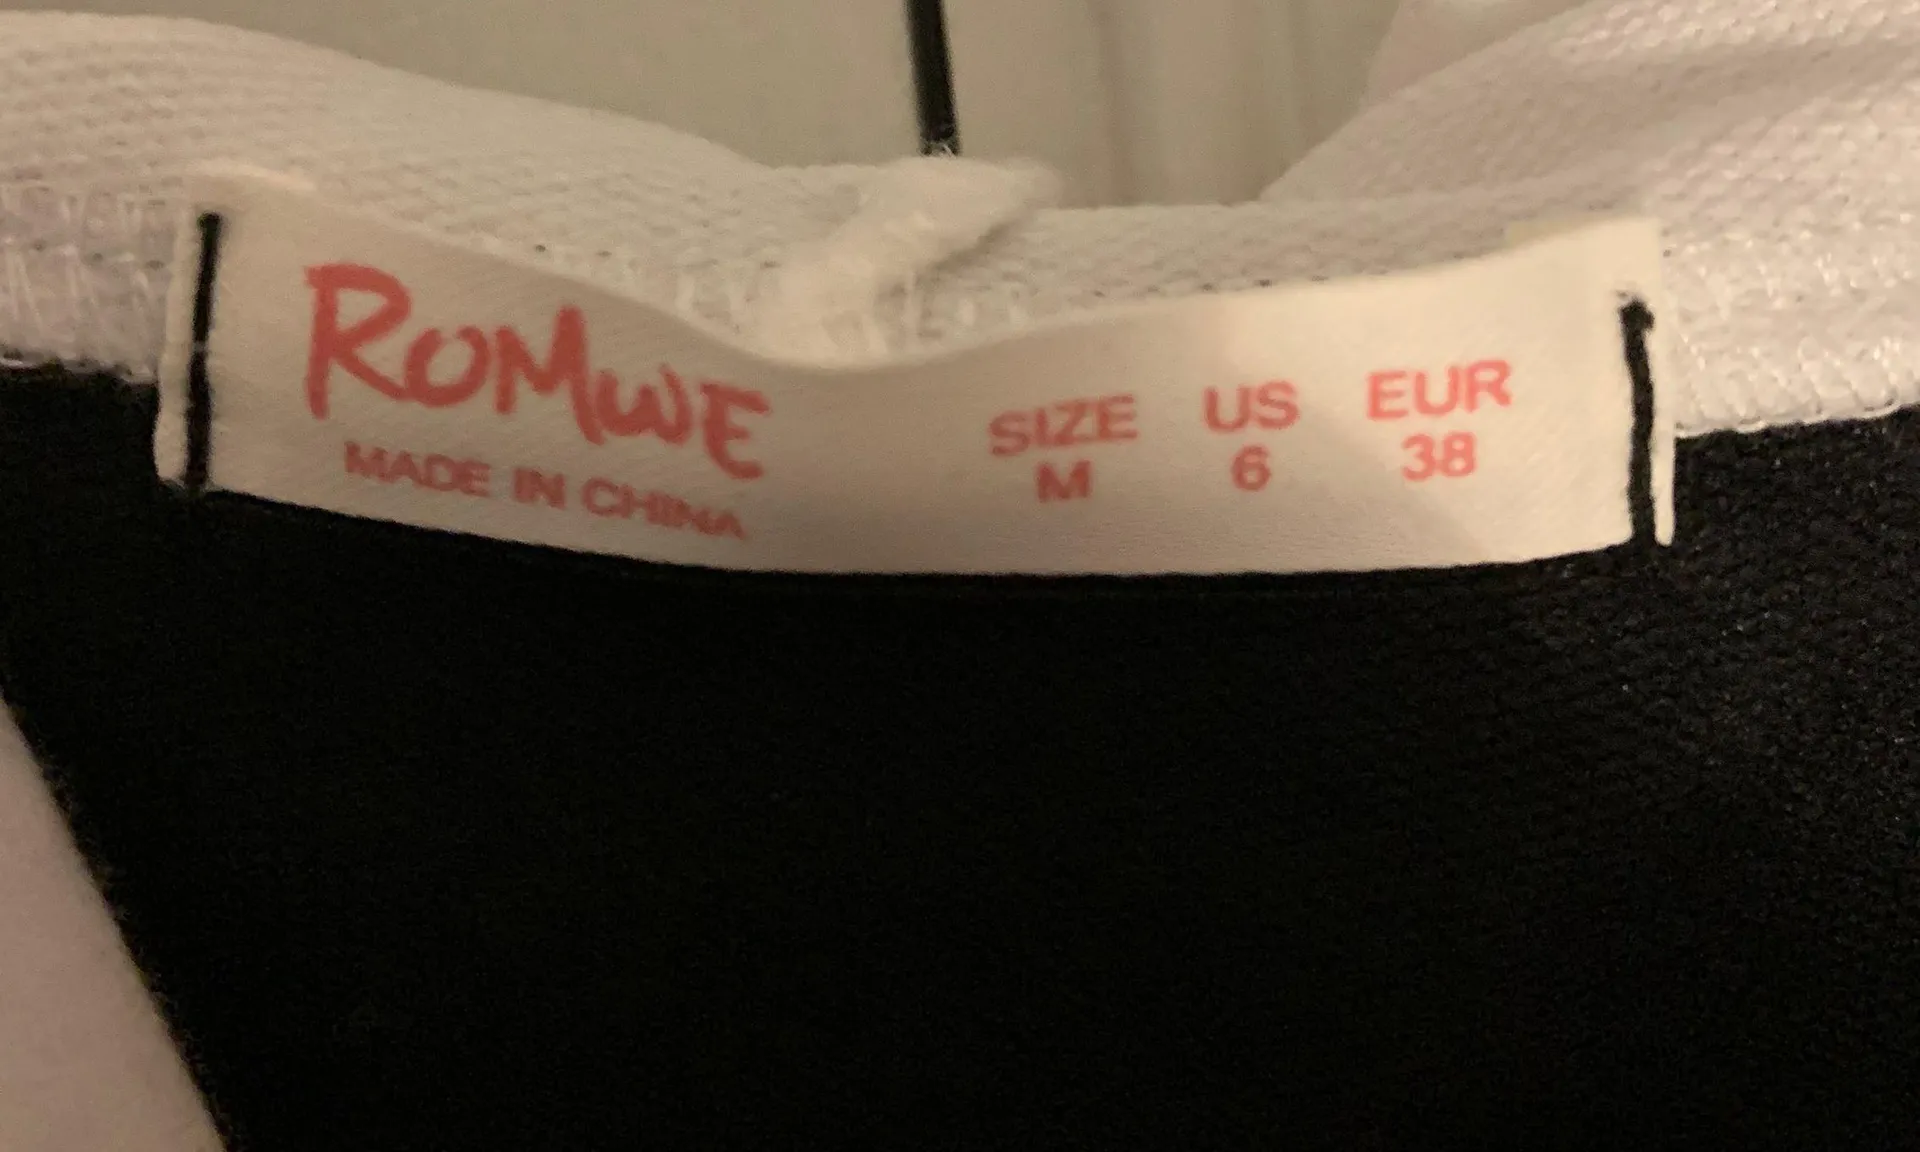 ROMWE
MADE IN CHINA
SIZE US EUR
M 6 38